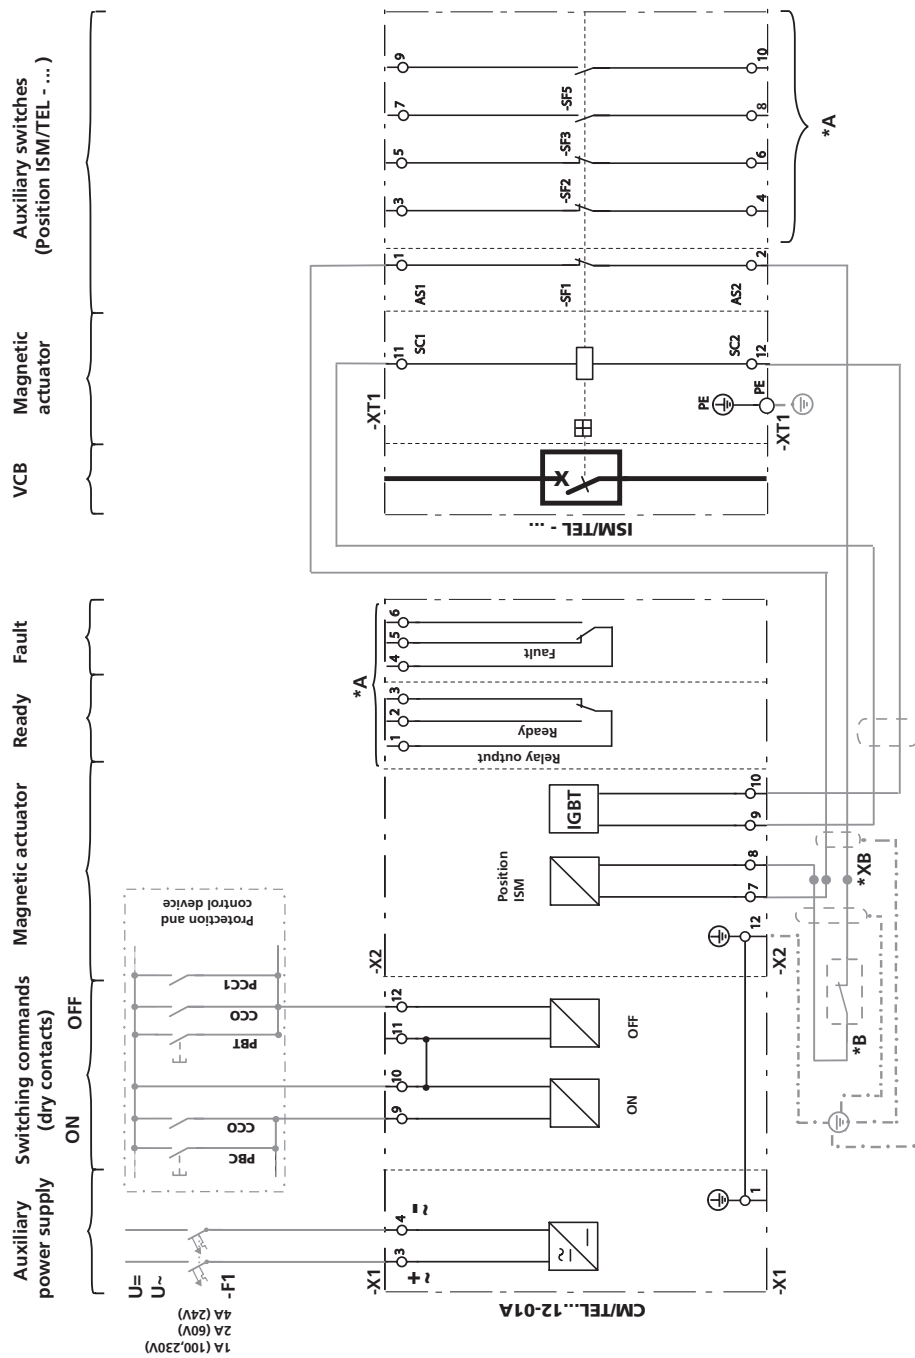 Auxiliary
power supply
Switching commands
(dry contacts)
ON
OFF
Magnetic actuator
Ready
Fault
VCB
Magnetic
actuator
Auxiliary switches
(Position ISM/TEL - ... )
U=
U~
-F1
4A (24V)
2A (60V)
1A (100,230V)
PBC
CCO
PBT
CCO
PCC1
Protection and
control device
-X1
3
4
+
~
-
~
9
10
11
12
-X2
1
2
3
*A
4
5
6
ON
OFF
Position
ISM
IGBT
Relay output
Ready
Fault
CM/TEL...12-01A
-X1
1
12
-X2
7
8
9
10
*B
*XB
ISM/TEL - ...
-XT1
11
SC1
SC2
12
PE
PE
-XT1
1
AS1
-SF1
AS2
2
3
5
7
9
-SF2
-SF3
-SF5
4
6
8
10
*A